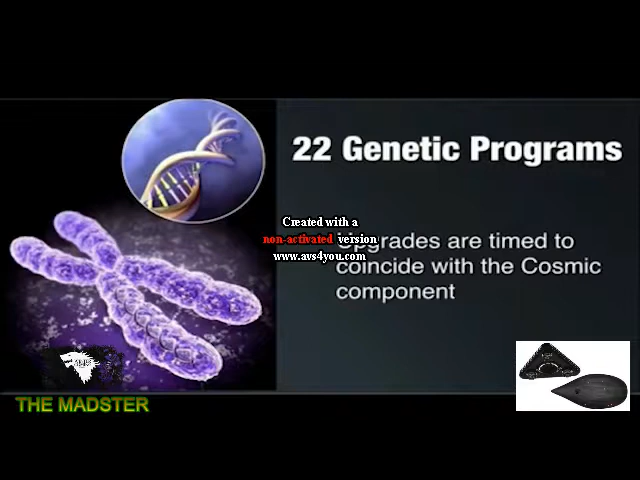 22 Genetic Programs
Created with a
non-activated version
www.avs4you.com
Upgrades are timed to
coincide with the Cosmic
component
THE MADSTER